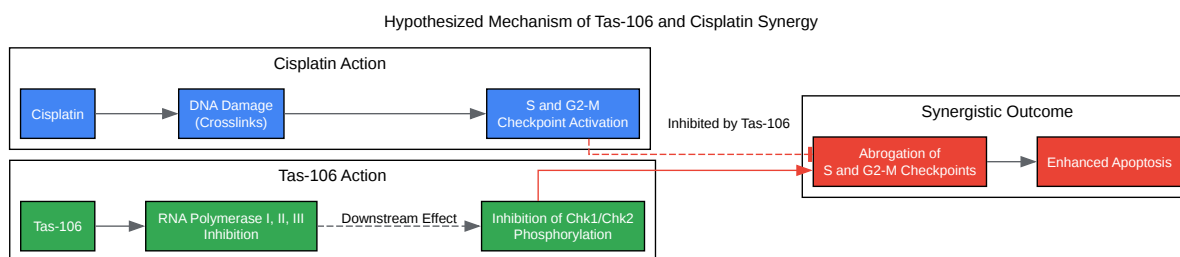 Hypothesized Mechanism of Tas-106 and Cisplatin Synergy
Cisplatin Action
Cisplatin
DNA Damage
(Crosslinks)
S and G2-M
Checkpoint Activation
Inhibited by Tas-106
Synergistic Outcome
Abrogation of
S and G2-M Checkpoints
Enhanced Apoptosis
Tas-106 Action
Tas-106
RNA Polymerase I, II, III
Inhibition
Downstream Effect
Inhibition of Chk1/Chk2
Phosphorylation